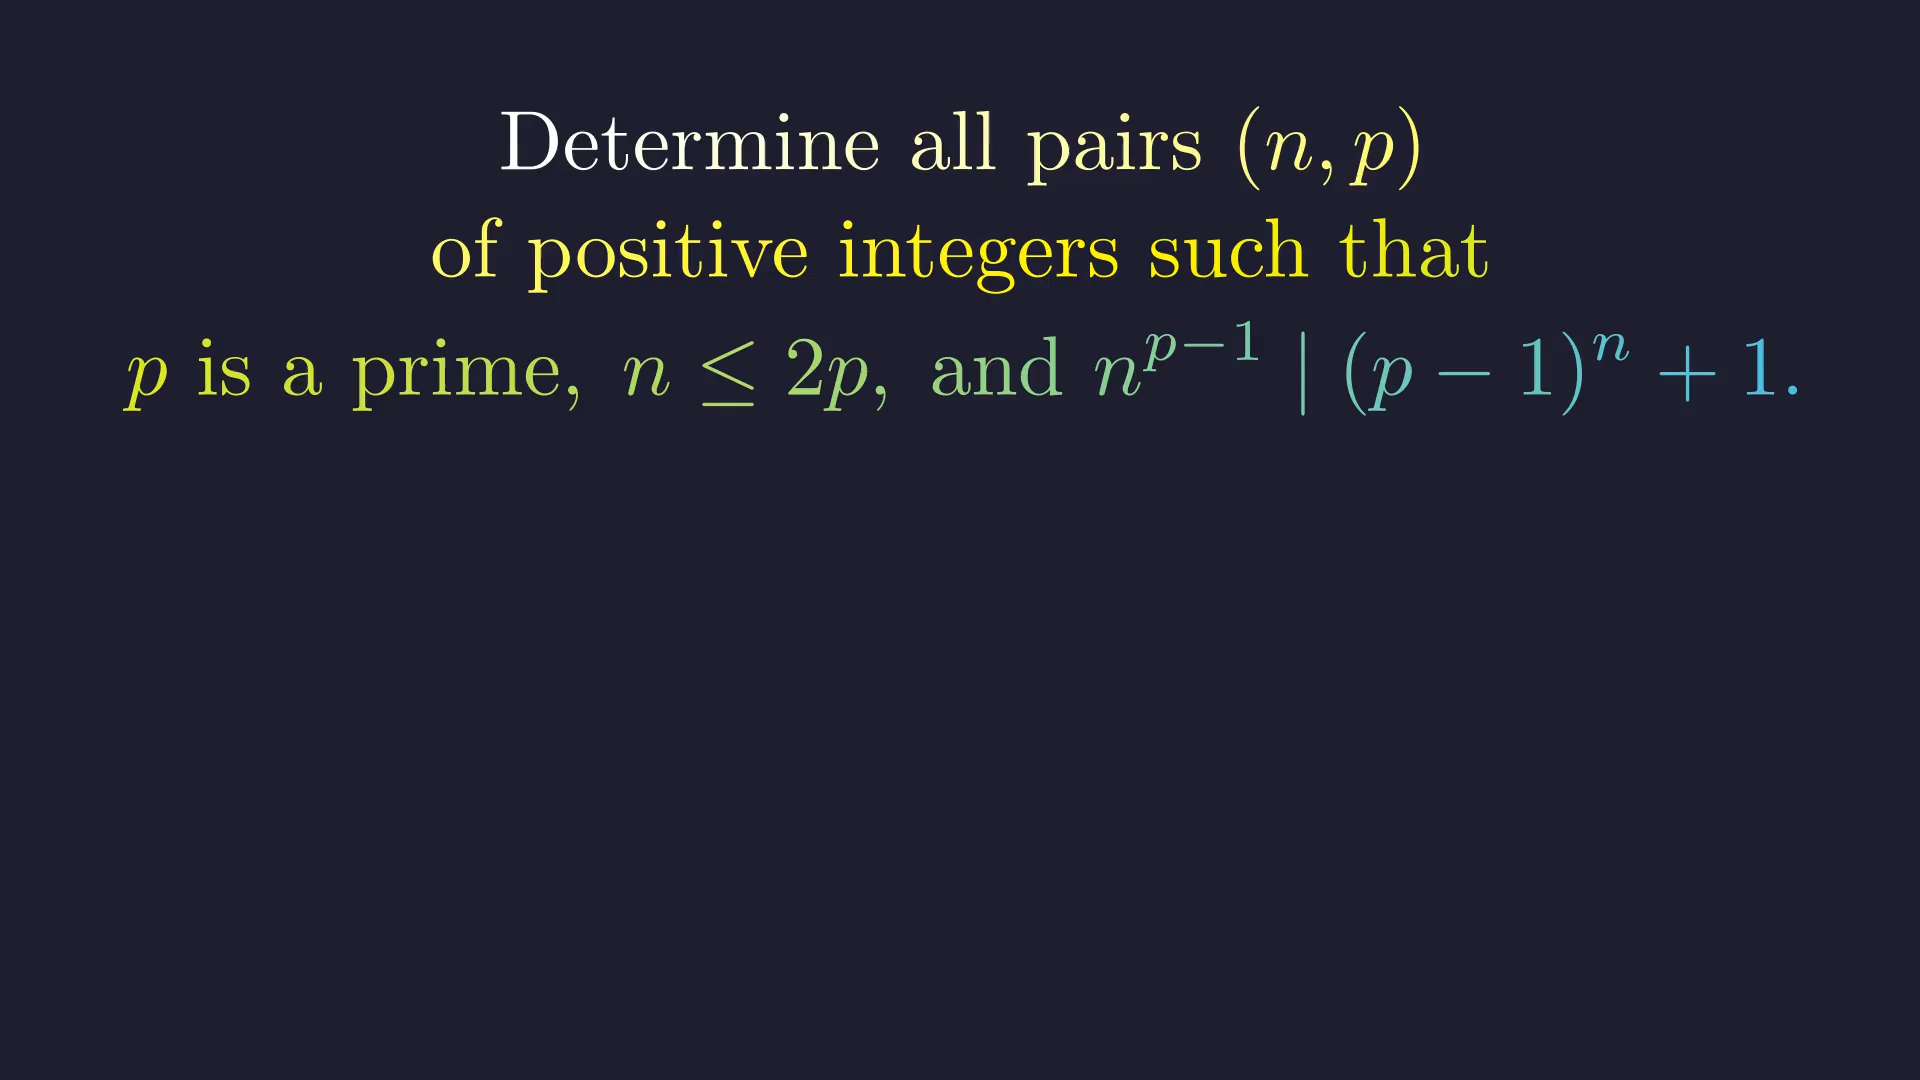 Determine all pairs (n, p)
of positive integers such that
p is a prime, n ≤ 2p, and n^{p−1} | (p − 1)^n + 1.